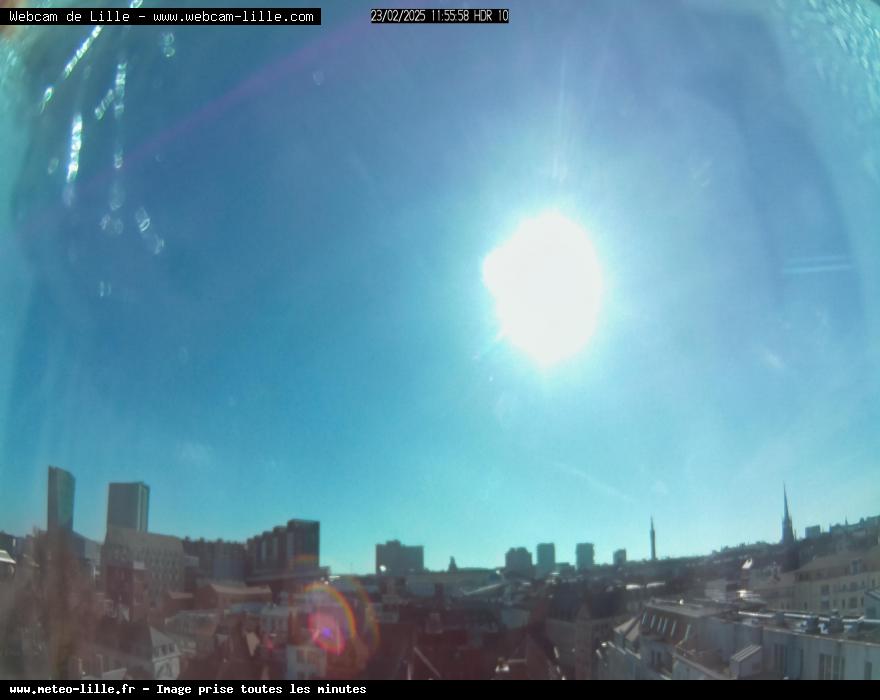 Webcam de Lille - www.webcam-lille.com
23/02/2025 11:55:58 HDR 10
www.meteo-lille.fr - Image prise toutes les minutes